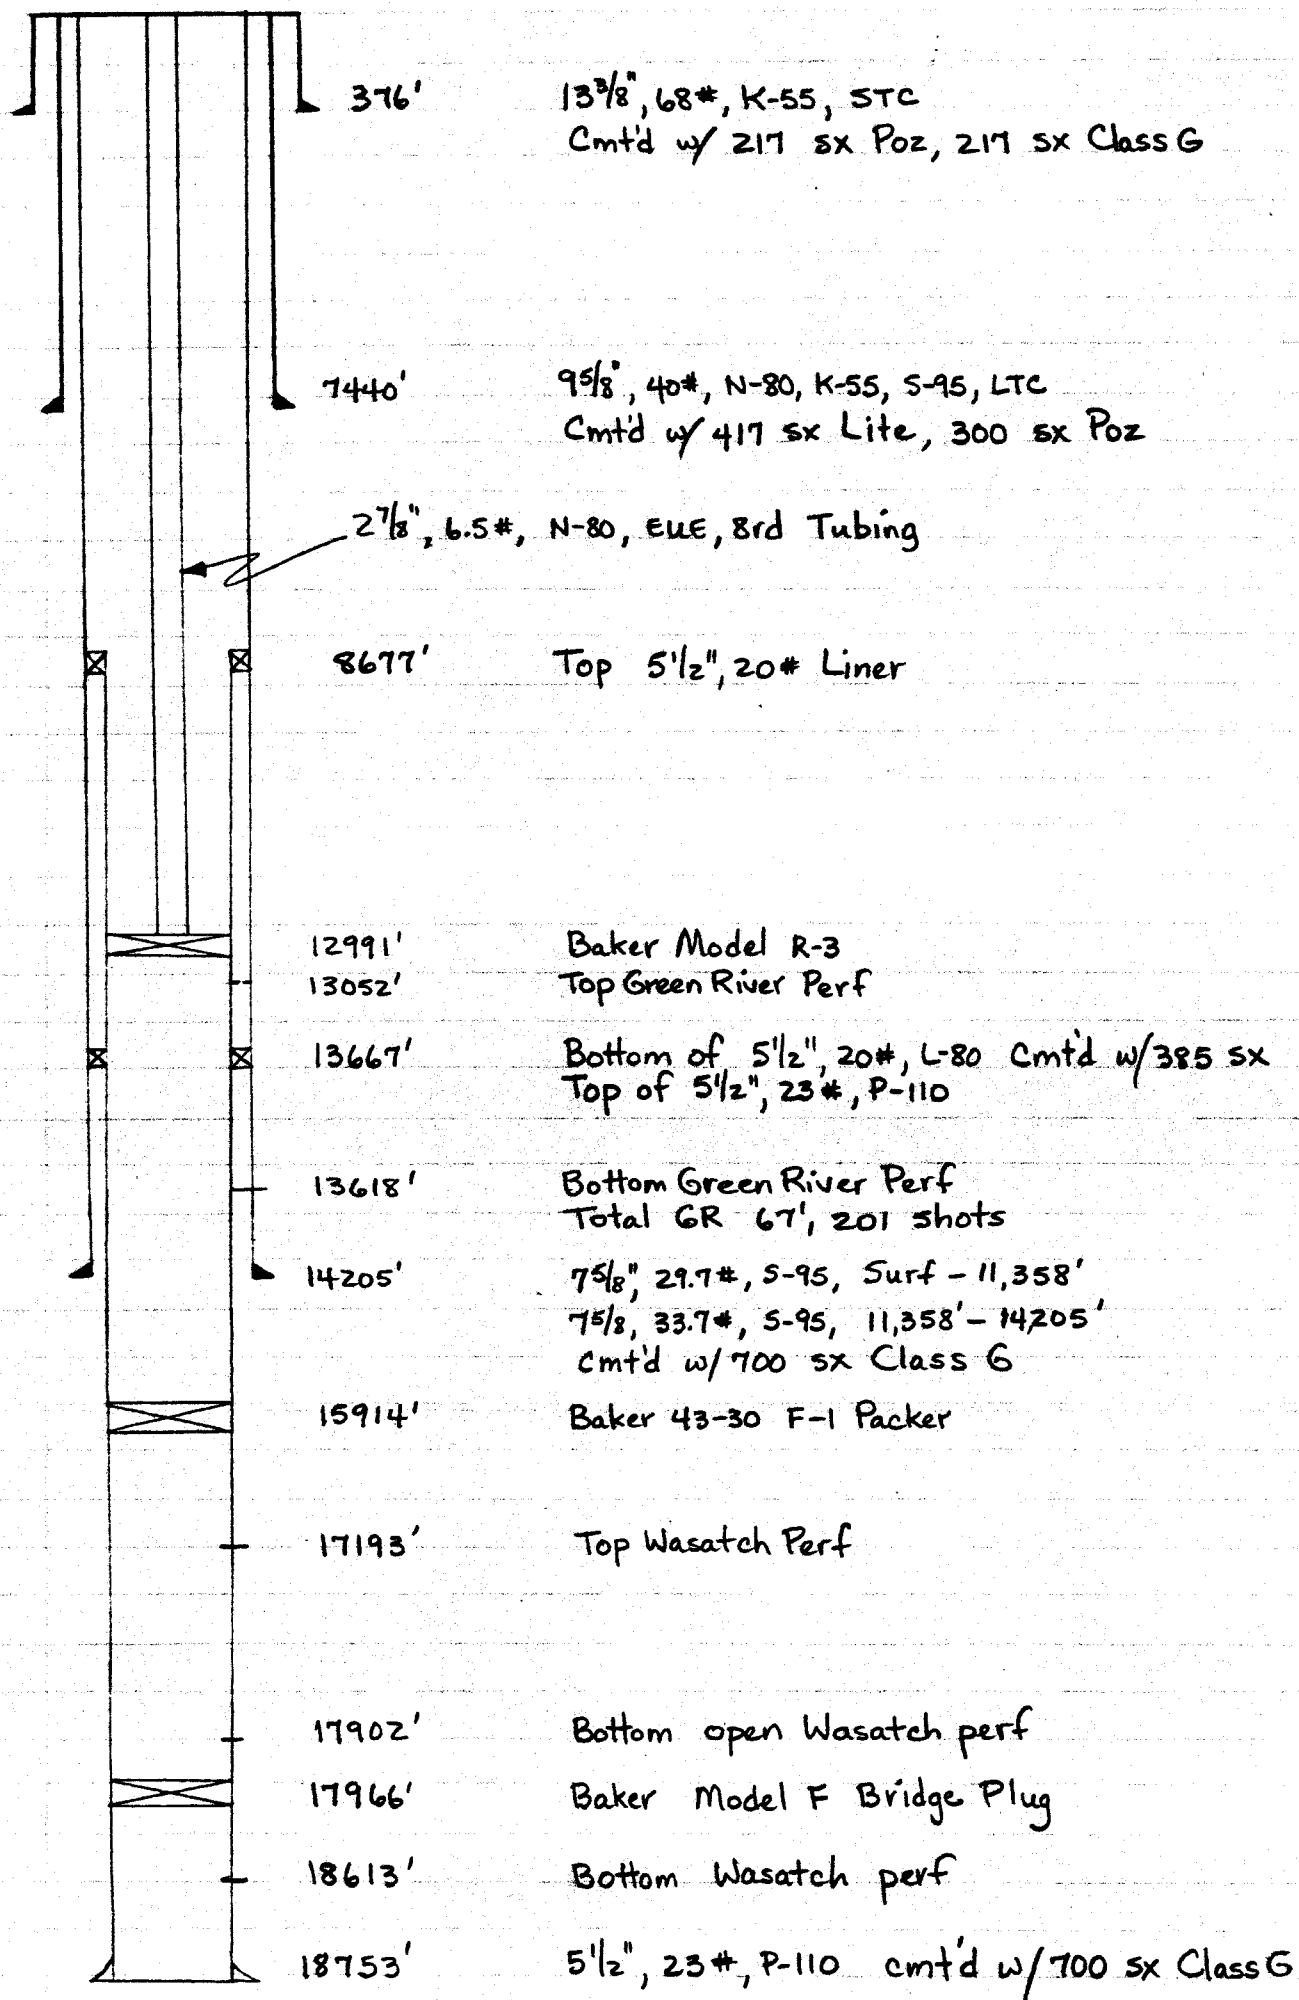 376' 13 3/8", 68#, K-55, STC
Cmt'd w/ 217 sx Poz, 217 sx Class G
7440' 9 5/8", 40#, N-80, K-55, S-95, LTC
Cmt'd w/ 417 sx Lite, 300 sx Poz
2 7/8", 6.5#, N-80, EUE, 8rd Tubing
8677' Top 5 1/2", 20# Liner
12991' Baker Model R-3
13052' Top Green River Perf
13667' Bottom of 5 1/2", 20#, L-80 Cmt'd w/385 sx
Top of 5 1/2", 23#, P-110
13618' Bottom Green River Perf
Total GR 67', 201 shots
14205' 7 5/8", 29.7#, S-95, Surf - 11,358'
7 5/8, 33.7#, S-95, 11,358' - 14,205'
Cmt'd w/ 700 sx Class G
15914' Baker 43-30 F-1 Packer
17193' Top Wasatch Perf
17902' Bottom open Wasatch perf
17966' Baker Model F Bridge Plug
18613' Bottom Wasatch perf
18753' 5 1/2", 23#, P-110 cmt'd w/ 700 sx Class G